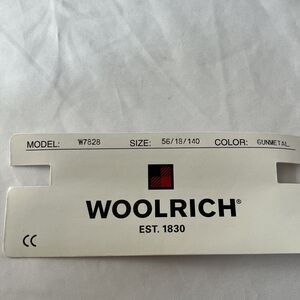 MODEL: W7828 SIZE: 56/18/140 COLOR: GUNMETAL
WOOLRICH®
EST. 1830
CE